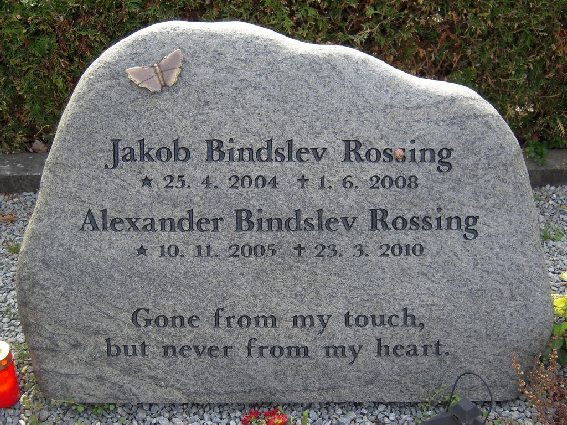 Jakob Bindslev Rossing
★ 25. 4. 2004 ✝ 1. 6. 2008
Alexander Bindslev Rossing
★ 10. 11. 2005 ✝ 23. 3. 2010
Gone from my touch,
but never from my heart.